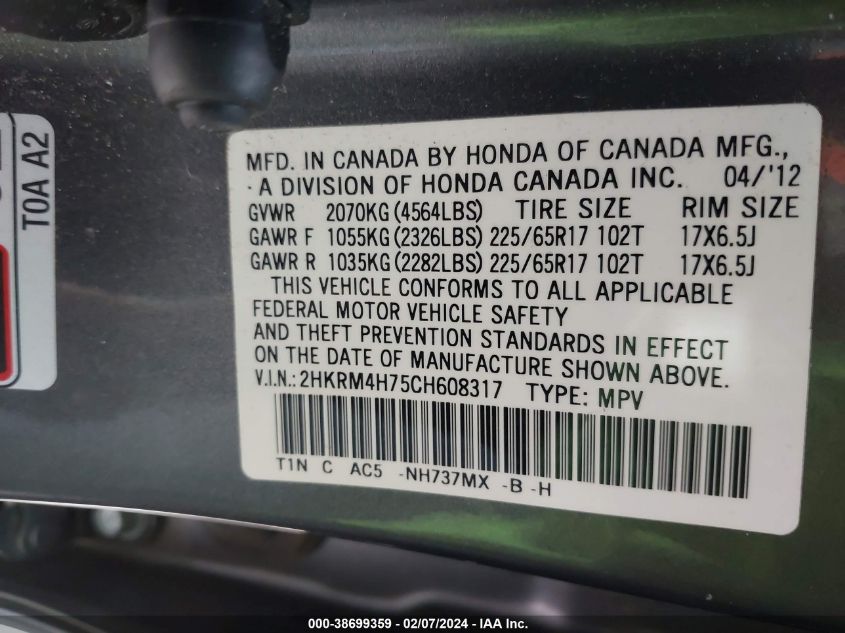 T0A A2
MFD. IN CANADA BY HONDA OF CANADA MFG.,
A DIVISION OF HONDA CANADA INC. 04/'12
GVWR 2070KG(4564LBS) TIRE SIZE RIM SIZE
GAWR F 1055KG(2326LBS) 225/65R17 102T 17X6.5J
GAWR R 1035KG(2282LBS) 225/65R17 102T 17X6.5J
THIS VEHICLE CONFORMS TO ALL APPLICABLE
FEDERAL MOTOR VEHICLE SAFETY
AND THEFT PREVENTION STANDARDS IN EFFECT
ON THE DATE OF MANUFACTURE SHOWN ABOVE.
V.I.N.: 2HKRM4H75CH608317 TYPE: MPV
T1N C AC5 -NH737MX -B -H
000-38699359 - 02/07/2024 - IAA Inc.